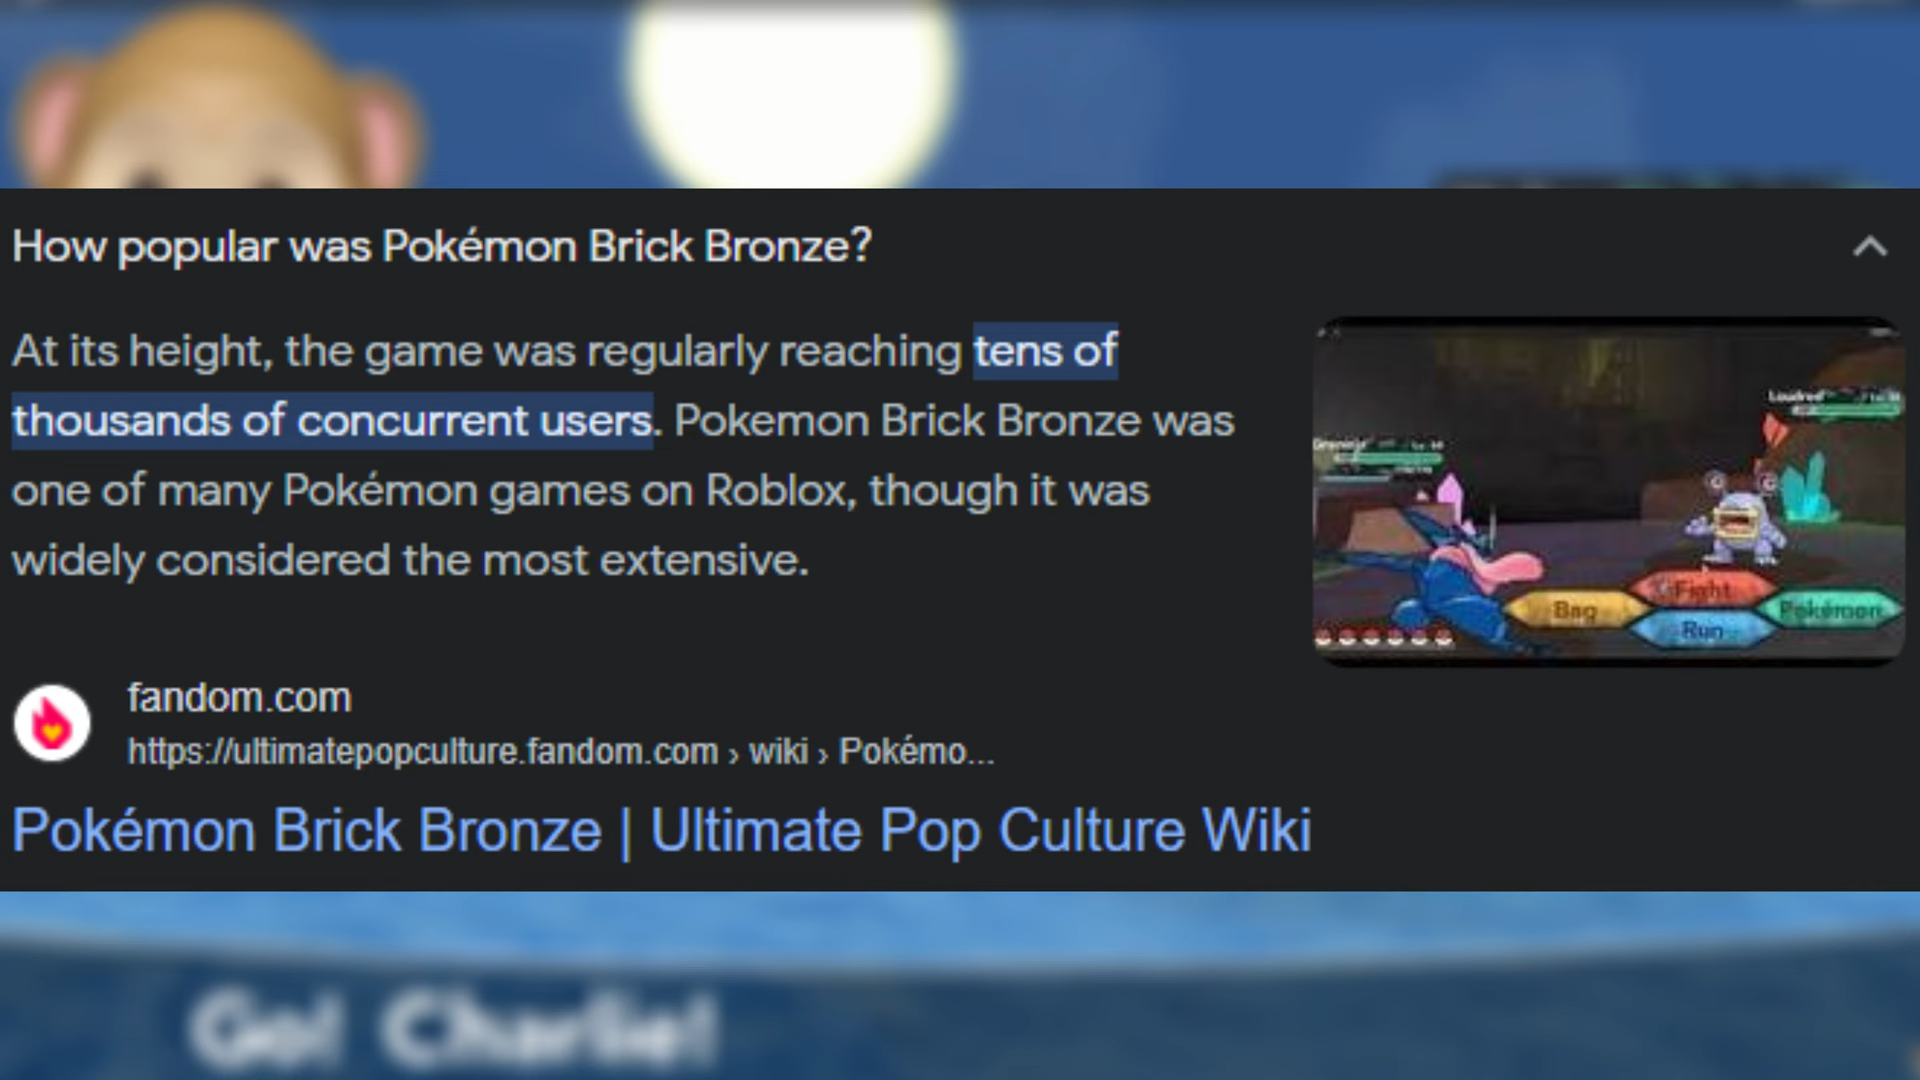 How popular was Pokémon Brick Bronze?
At its height, the game was regularly reaching tens of
thousands of concurrent users. Pokemon Brick Bronze was
one of many Pokémon games on Roblox, though it was
widely considered the most extensive.
Loudred
Fight
Bag
Pokémon
Run
fandom.com
https://ultimatepopculture.fandom.com › wiki › Pokémo...
Pokémon Brick Bronze | Ultimate Pop Culture Wiki
Go! Charlie!